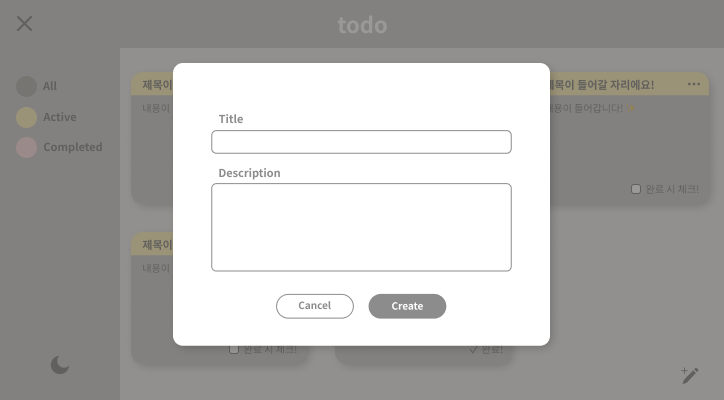 todo
All
Active
Completed
제목이
내용이
제목이 들어갈 자리에요!
내용이 들어갑니다!
완료 시 체크!
Title
Description
Cancel
Create
제목이
내용이
완료 시 체크!
완료!